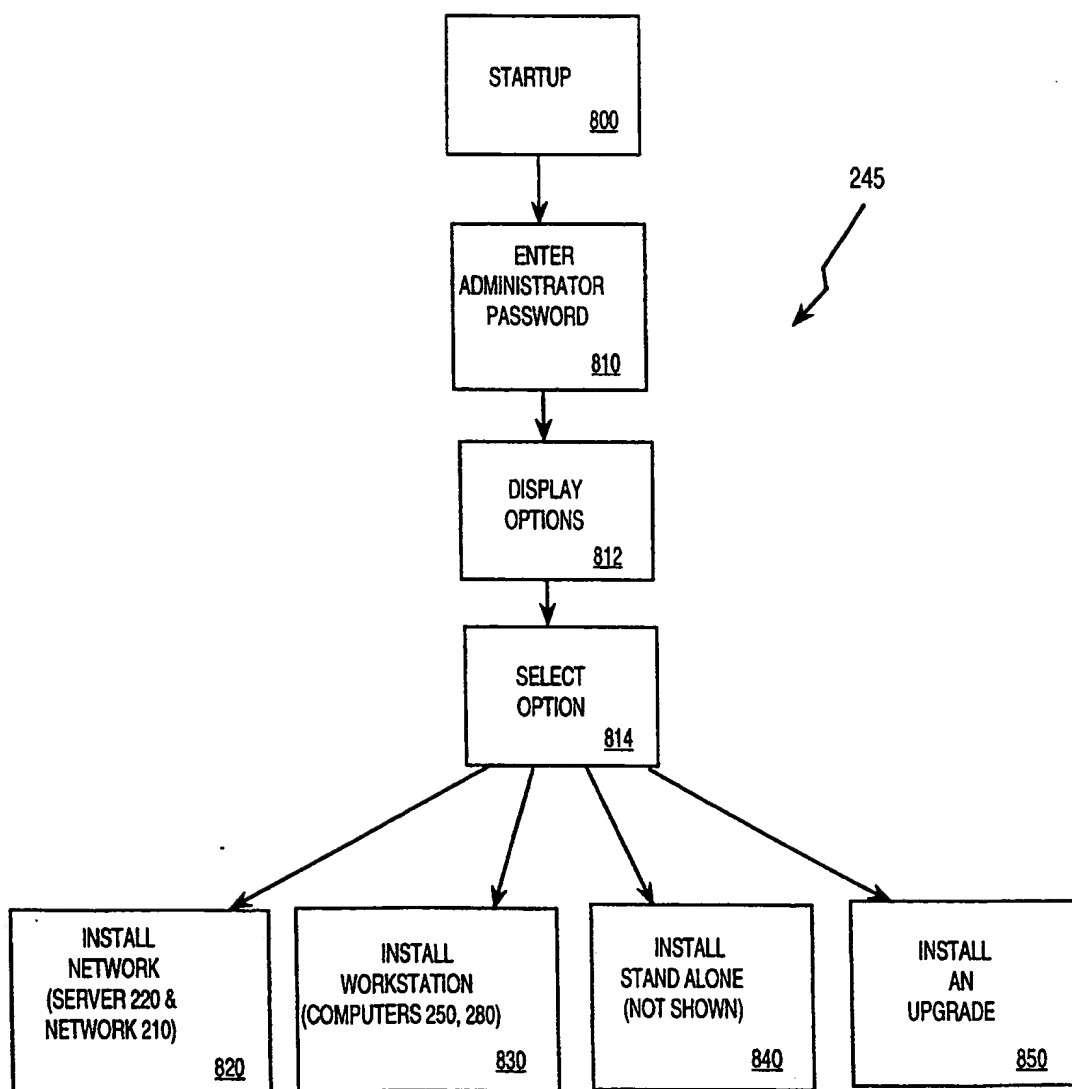 STARTUP
800
245
ENTER
ADMINISTRATOR
PASSWORD
810
DISPLAY
OPTIONS
812
SELECT
OPTION
814
INSTALL
NETWORK
(SERVER 220 &
NETWORK 210)
820
INSTALL
WORKSTATION
(COMPUTERS 250, 280)
830
INSTALL
STAND ALONE
(NOT SHOWN)
840
INSTALL
AN
UPGRADE
850